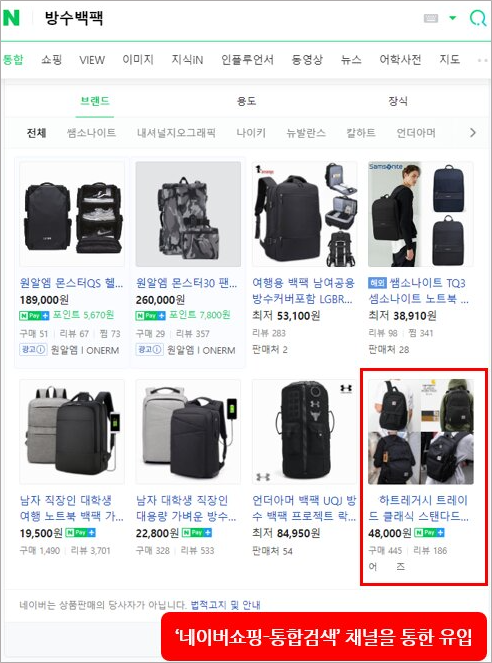 N 방수백팩
통합 쇼핑 VIEW 이미지 지식iN 인플루언서 동영상 뉴스 어학사전 지도
브랜드 용도 장식
전체 쌤소나이트 내셔널지오그래픽 나이키 뉴발란스 칼하트 언더아머
Samsonite
원알엠 몬스터QS 헬...
189,000원
N Pay+ 포인트 5,670원
구매 51 리뷰 67 찜 73
광고 원알엠 | ONERM
원알엠 몬스터30 팬...
260,000원
N Pay+ 포인트 7,800원
구매 29 리뷰 357
광고 원알엠 | ONERM
여행용 백팩 남여공용
방수커버포함 LGBR...
최저 53,100원
리뷰 283
판매처 2
해외 쌤소나이트 TQ3
셈소나이트 노트북 ...
최저 38,910원
리뷰 98 찜 341
판매처 28
남자 직장인 대학생
여행 노트북 백팩 가...
19,500원 N Pay+
구매 1,490 리뷰 3,701
남자 대학생 직장인
대용량 가벼운 방수...
22,800원 N Pay+
구매 328 리뷰 533
언더아머 백팩 UQJ 방
수 백팩 프로젝트 락...
최저 84,950원
판매처 54
하트레거시 트레이
드 클래식 스탠다드...
48,000원 N Pay+
구매 445 리뷰 186
어 즈
네이버는 상품판매의 당사자가 아닙니다. 법적고지 및 안내
‘네이버쇼핑-통합검색’ 채널을 통한 유입